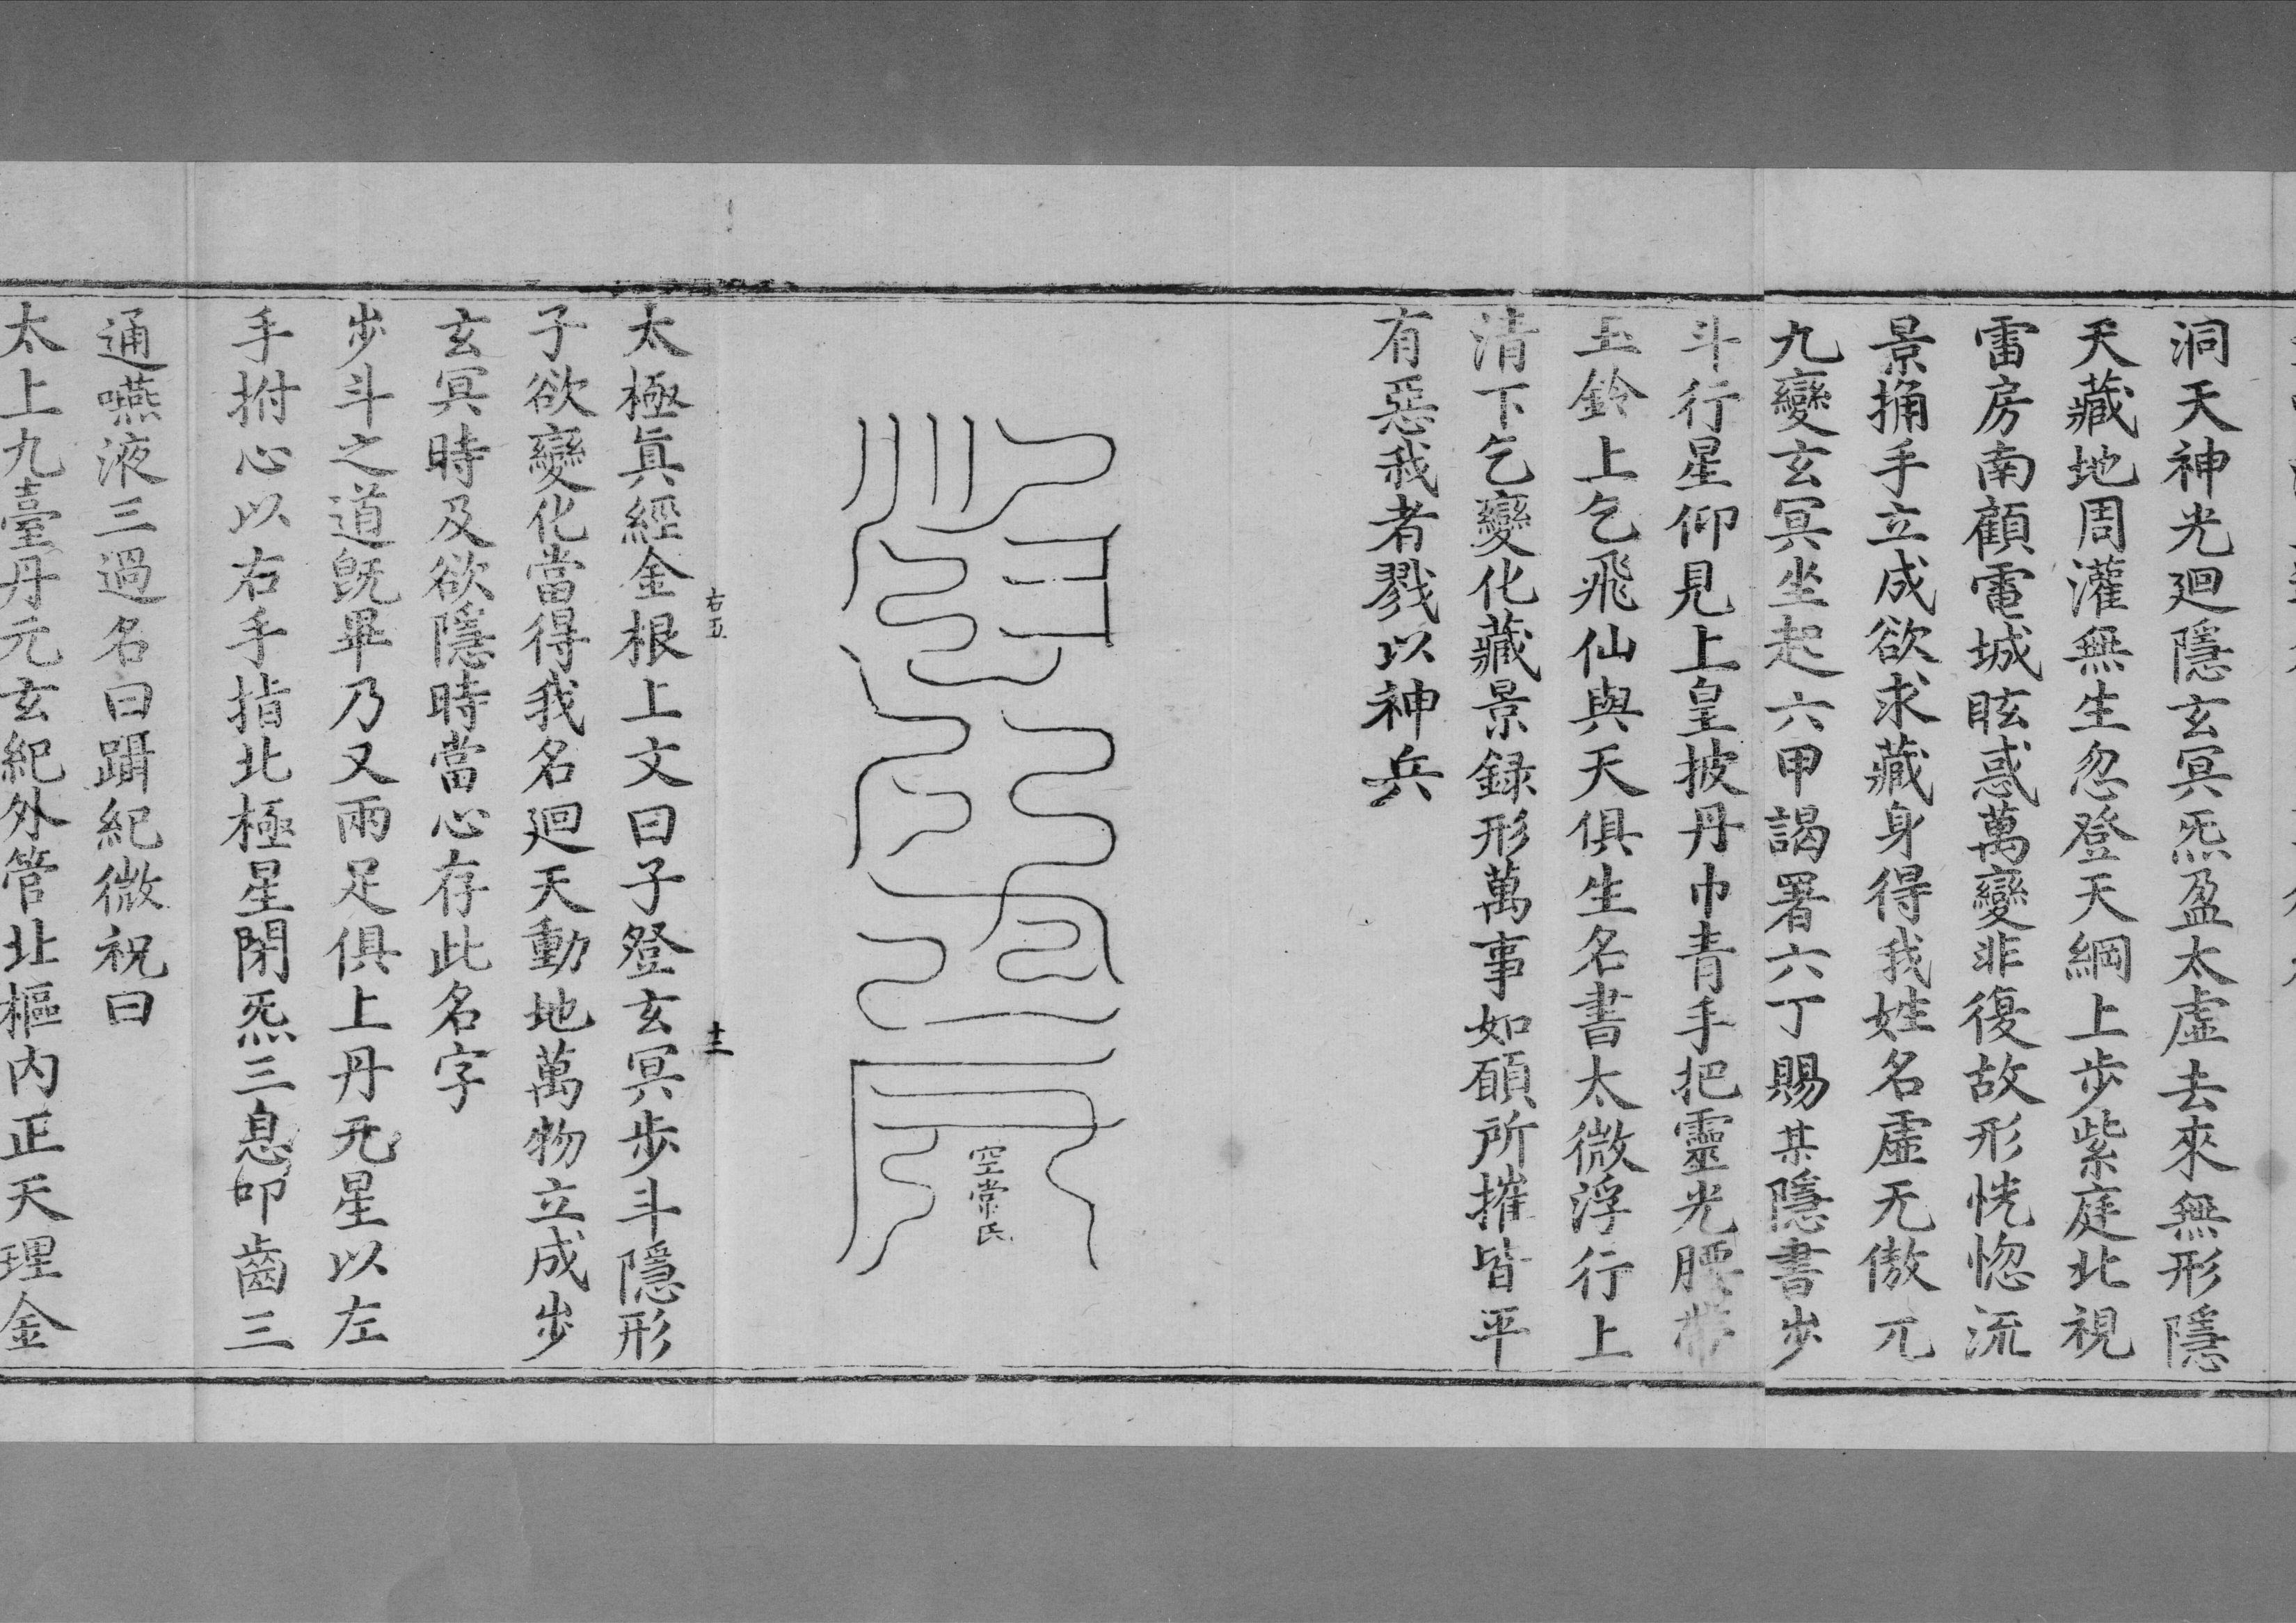 洞天神光迴隱玄冥炁盈太虛去來無形隱
天藏地周灌無生忽登天綱上步紫庭北視
雷房南顧電城眩惑萬變非復故形恍惚流
景捅手立成欲求藏身得我姓名虛无傲兀
九變玄冥坐起六甲謁署六丁賜某隱書步
斗行星仰見上皇披丹巾青手把靈光腰帶
玉鈴上乞飛仙與天俱生名書太微浮行上
清下乞變化藏景録形萬事如願所摧皆平
有惡我者戮以神兵
空常氏
右五
十三
太極真經金根上文曰子登玄冥步斗隱形
子欲變化當得我名迴天動地萬物立成步
玄冥時及欲隱時當心存此名字
步斗之道旣畢乃又兩足俱上丹元星以左
手拊心以右手指北極星閉炁三息叩齒三
通嚥液三過名曰躡紀微祝曰
太上九臺丹元玄紀外管北樞内正天理金